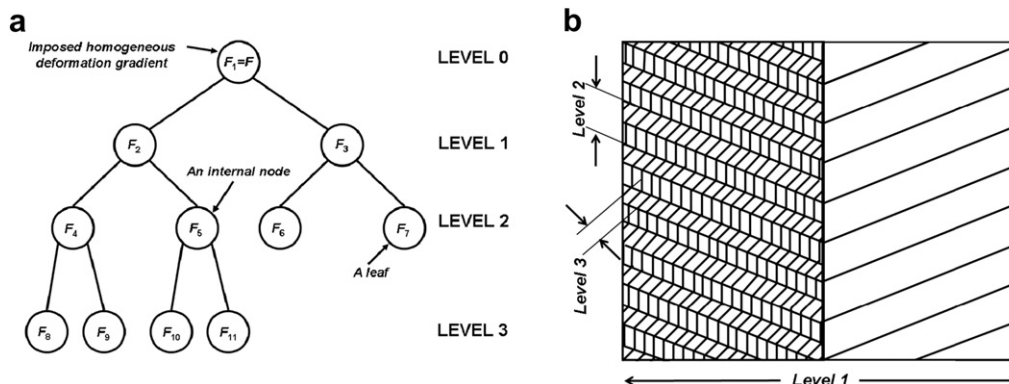 a
Imposed homogeneous
deformation gradient
F₁=F
LEVEL 0
F₂
F₃
LEVEL 1
An internal node
F₄
F₅
F₆
F₇
LEVEL 2
A leaf
F₈
F₉
F₁₀
F₁₁
LEVEL 3
b
Level 2
Level 3
Level 1